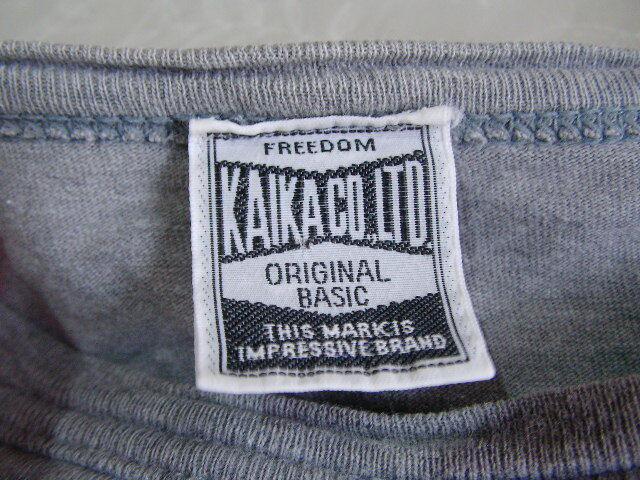 FREEDOM
KAIKA CO., LTD.
ORIGINAL
BASIC
THIS MARK IS
IMPRESSIVE BRAND